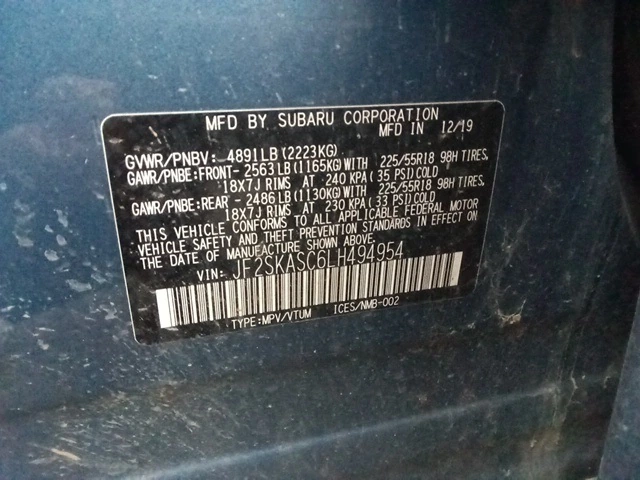 MFD BY SUBARU CORPORATION
MFD IN 12/19
GVWR/PNBV: 4891LB (2223KG)
GAWR/PNBE:FRONT- 2563LB(1165KG)WITH 225/55R18 98H TIRES,
18X7J RIMS AT 240 KPA (35 PSI)COLD
GAWR/PNBE:REAR - 2486LB(1130KG)WITH 225/55R18 98H TIRES,
18X7J RIMS AT 230 KPA (33 PSI)COLD
THIS VEHICLE CONFORMS TO ALL APPLICABLE FEDERAL MOTOR
VEHICLE SAFETY AND THEFT PREVENTION STANDARDS IN EFFECT ON
THE DATE OF MANUFACTURE SHOWN ABOVE.
VIN: JF2SKASC6LH494954
TYPE:MPV/VTUM ICES/NMB-002